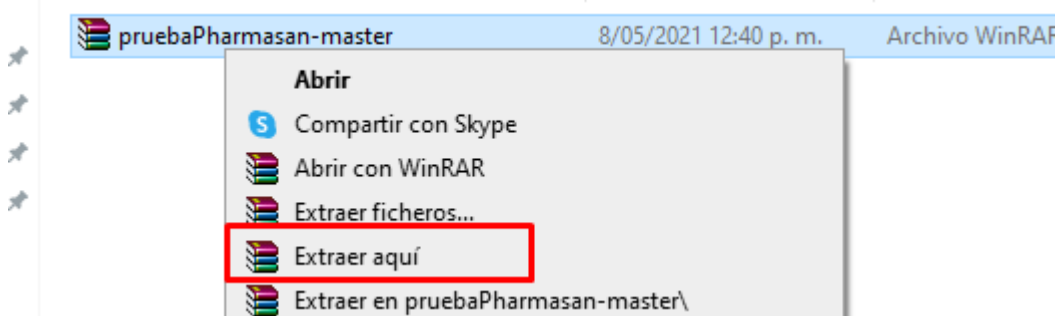 pruebaPharmasan-master 8/05/2021 12:40 p. m. Archivo WinRAR
Abrir
Compartir con Skype
Abrir con WinRAR
Extraer ficheros...
Extraer aquí
Extraer en pruebaPharmasan-master\